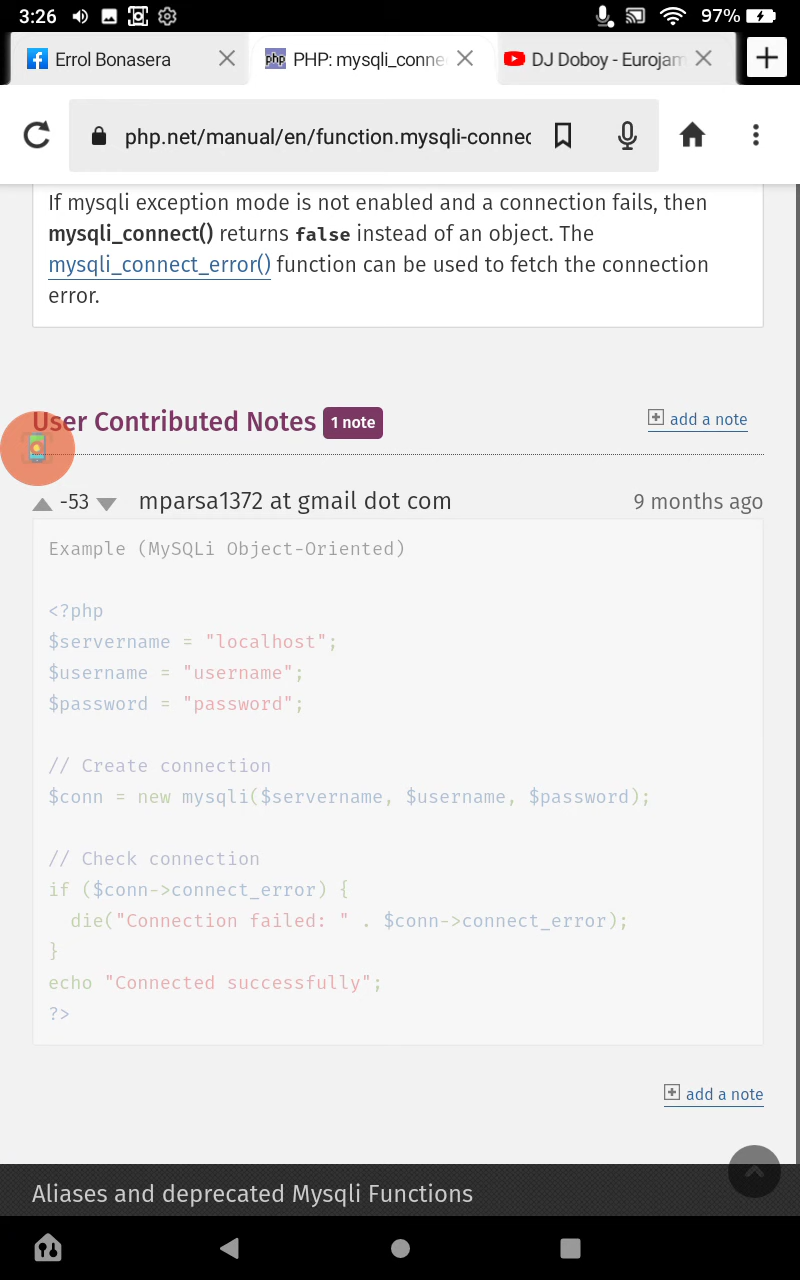 3:26 97%
Errol Bonasera
PHP: mysqli_conne
DJ Doboy - Eurojam
php.net/manual/en/function.mysqli-connec
If mysqli exception mode is not enabled and a connection fails, then
mysqli_connect() returns false instead of an object. The
mysqli_connect_error() function can be used to fetch the connection
error.
User Contributed Notes 1 note
add a note
-53 mparsa1372 at gmail dot com 9 months ago
Example (MySQLi Object-Oriented)
<?php
$servername = "localhost";
$username = "username";
$password = "password";
// Create connection
$conn = new mysqli($servername, $username, $password);
// Check connection
if ($conn->connect_error) {
  die("Connection failed: " . $conn->connect_error);
}
echo "Connected successfully";
?>
add a note
Aliases and deprecated Mysqli Functions